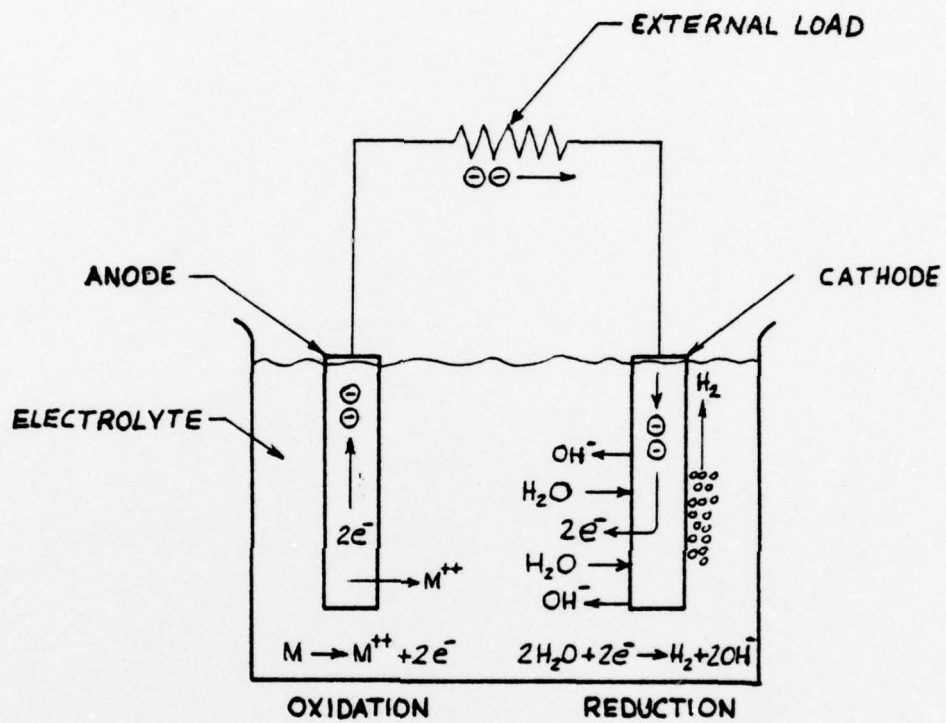 EXTERNAL LOAD
⊖⊖ →
ANODE
CATHODE
H₂
ELECTROLYTE
⊖
⊖
⊖
⊖
OH⁻
H₂O
2e⁻
2e⁻
H₂O
M⁺⁺
OH⁻
M → M⁺⁺ + 2e⁻
2H₂O + 2e⁻ → H₂ + 2OH⁻
OXIDATION
REDUCTION